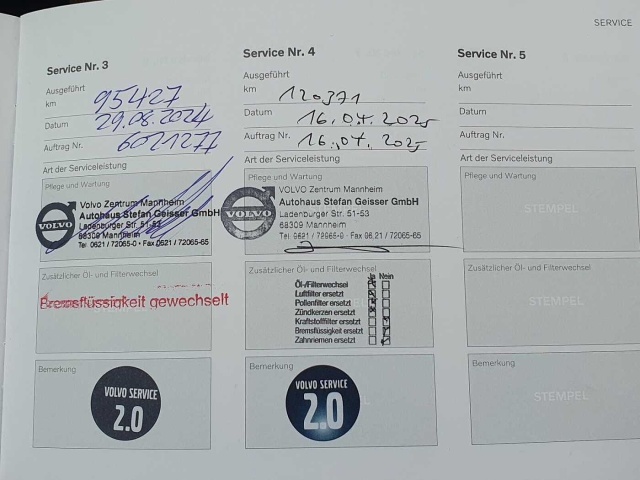 SERVICE
Service Nr. 3
Ausgeführt
km 95427
Datum 29.08.2024
Auftrag Nr. 6021277
Art der Serviceleistung
Pflege und Wartung
VOLVO
Volvo Zentrum Mannheim
Autohaus Stefan Geisser GmbH
Ladenburger Str. 51-53
68309 Mannheim
Tel. 0621 / 72065-0 · Fax 0621 / 72065-65
Zusätzlicher Öl- und Filterwechsel
Bremsflüssigkeit gewechselt
Bemerkung
VOLVO SERVICE
2.0
Service Nr. 4
Ausgeführt
km 120371
Datum 16.04.2025
Auftrag Nr. 16.04.2025
Art der Serviceleistung
Pflege und Wartung
VOLVO
VOLVO Zentrum Mannheim
Autohaus Stefan Geisser GmbH
Ladenburger Str. 51-53
68309 Mannheim
Tel. 0621 / 72065-0 · Fax 06 21 / 72065-65
Zusätzlicher Öl- und Filterwechsel
Ja Nein
Öl-/Filterwechsel
Luftfilter ersetzt
Pollenfilter ersetzt
Zündkerzen ersetzt
Kraftstofffilter ersetzt
Bremsflüssigkeit ersetzt
Zahnriemen ersetzt
Bemerkung
VOLVO SERVICE
2.0
Service Nr. 5
Ausgeführt
km
Datum
Auftrag Nr.
Art der Serviceleistung
Pflege und Wartung
STEMPEL
Zusätzlicher Öl- und Filterwechsel
STEMPEL
Bemerkung
STEMPEL